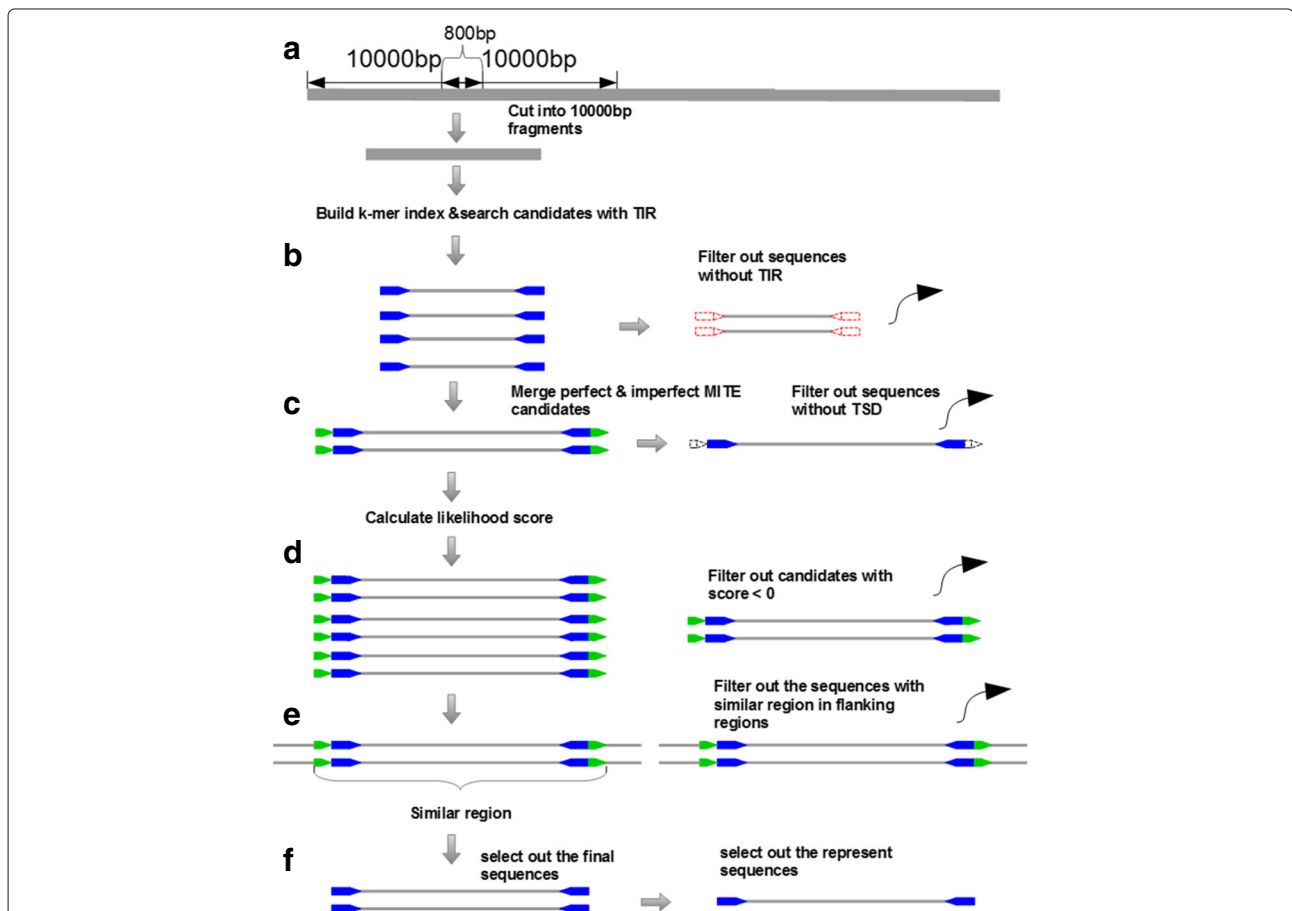 a
800bp
10000bp 10000bp
Cut into 10000bp
fragments
Build k-mer index &search candidates with TIR
b
Filter out sequences
without TIR
c
Merge perfect & imperfect MITE
candidates
Filter out sequences
without TSD
Calculate likelihood score
d
Filter out candidates with
score < 0
e
Filter out the sequences with
similar region in flanking
regions
Similar region
f
select out the final
sequences
select out the represent
sequences